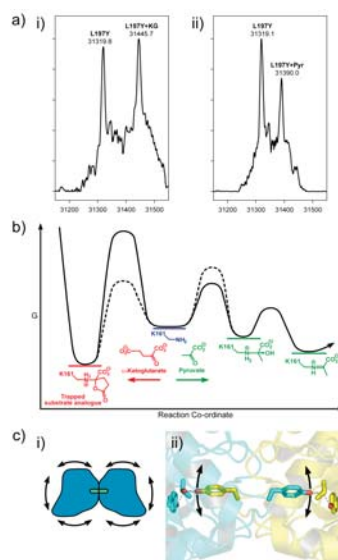 a)
i)
L197Y
31319.8
L197Y+KG
31445.7
31200 31300 31400 31500
ii)
L197Y
31319.1
L197Y+Pyr
31390.0
31200 31300 31400 31500
b)
G
K161
NH₂
K161
Trapped
substrate analogue
α-Ketoglutarate
Pyruvate
K161
OH
K161
Reaction Co-ordinate
c)
i)
ii)